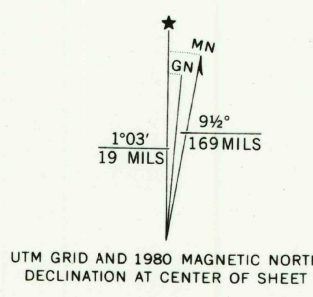 ★
MN
GN
1°03′
19 MILS
9½°
169 MILS
UTM GRID AND 1980 MAGNETIC NORT
DECLINATION AT CENTER OF SHEET